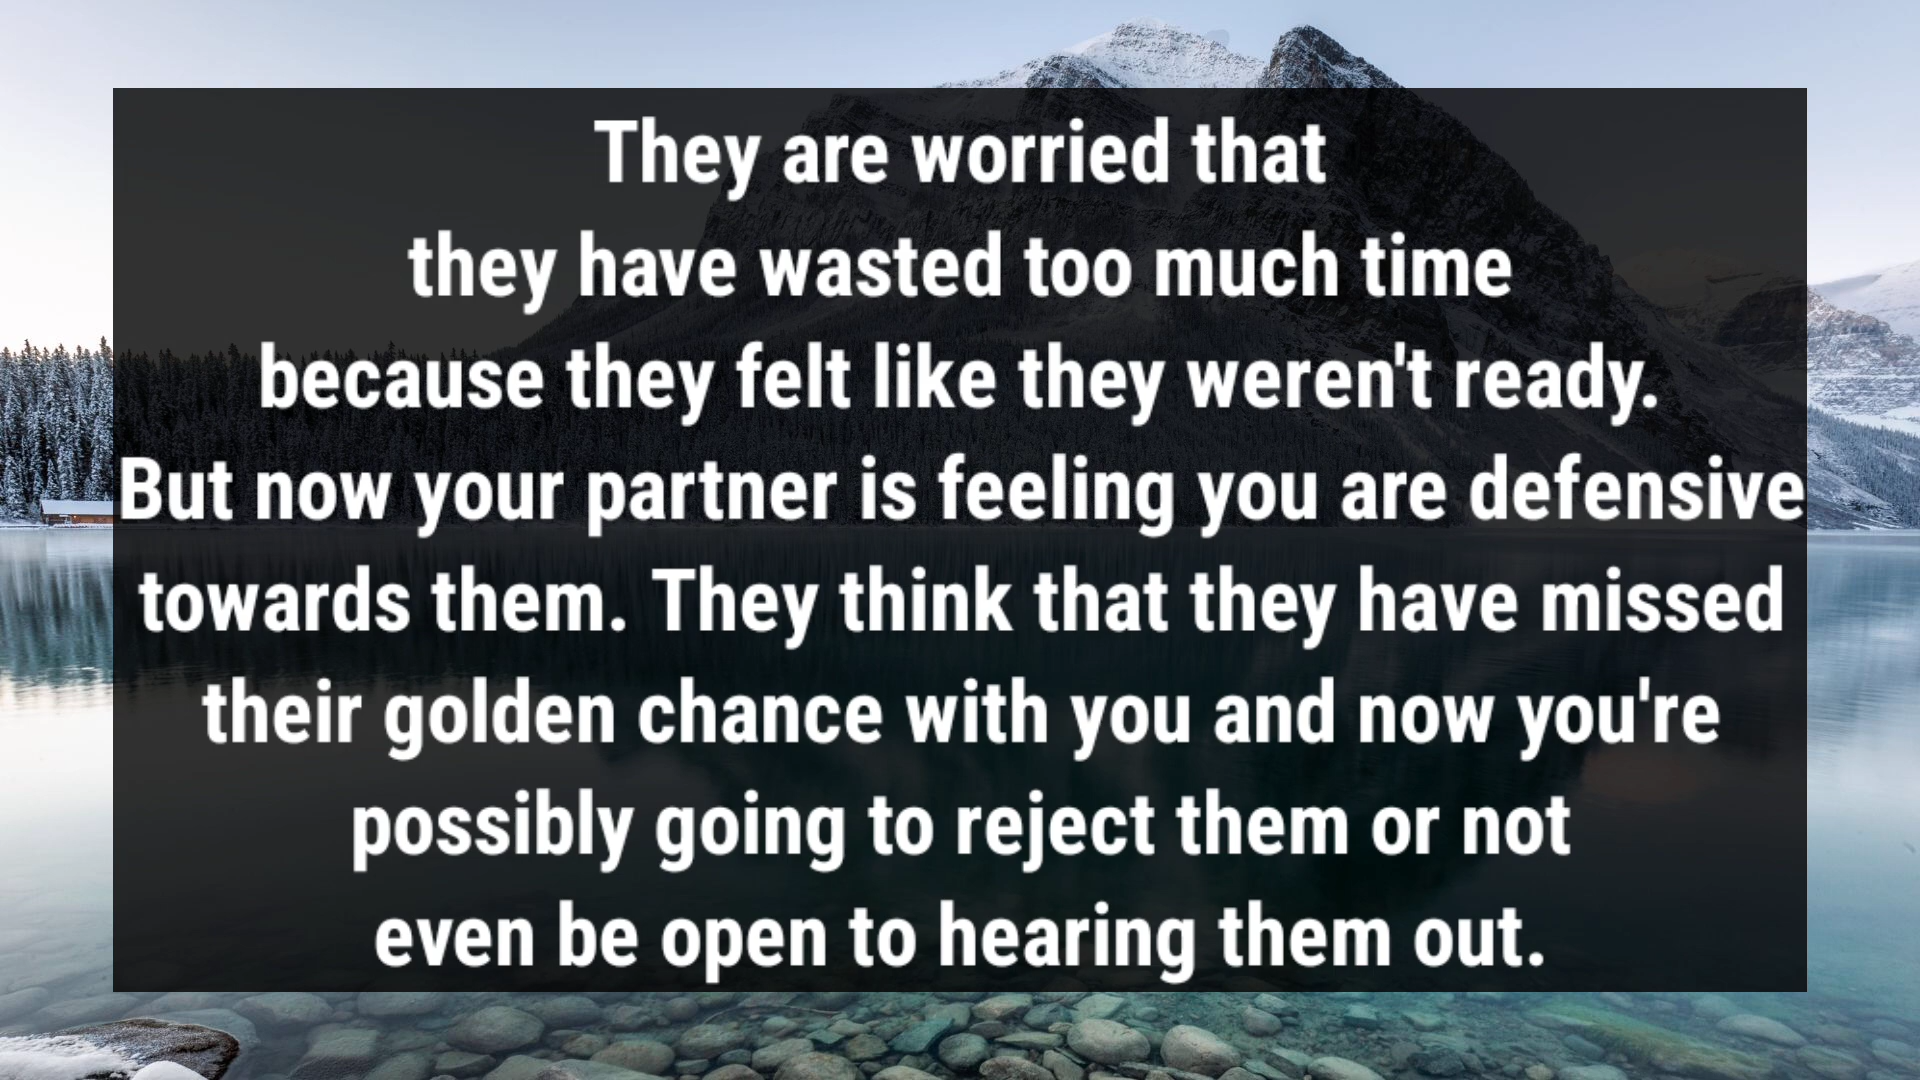 They are worried that
they have wasted too much time
because they felt like they weren't ready.
But now your partner is feeling you are defensive
towards them. They think that they have missed
their golden chance with you and now you're
possibly going to reject them or not
even be open to hearing them out.